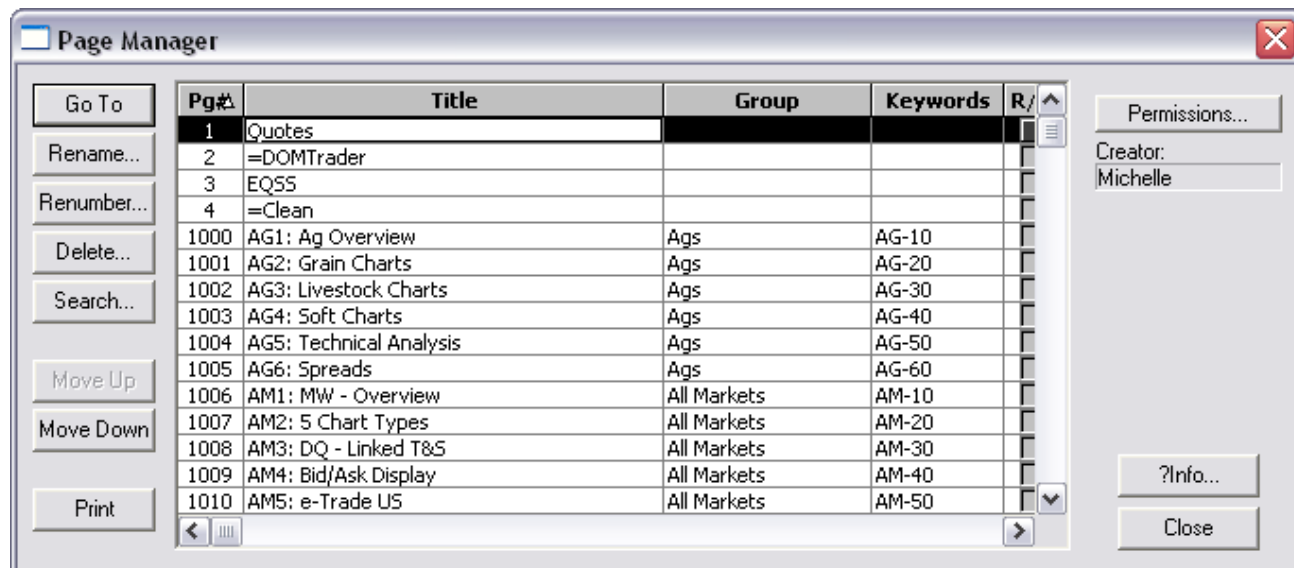 Page Manager
Go To
Rename...
Renumber...
Delete...
Search...
Move Up
Move Down
Print
Pg# Title Group Keywords R/
1 Quotes
2 =DOMTrader
3 EQSS
4 =Clean
1000 AG1: Ag Overview Ags AG-10
1001 AG2: Grain Charts Ags AG-20
1002 AG3: Livestock Charts Ags AG-30
1003 AG4: Soft Charts Ags AG-40
1004 AG5: Technical Analysis Ags AG-50
1005 AG6: Spreads Ags AG-60
1006 AM1: MW - Overview All Markets AM-10
1007 AM2: 5 Chart Types All Markets AM-20
1008 AM3: DQ - Linked T&S All Markets AM-30
1009 AM4: Bid/Ask Display All Markets AM-40
1010 AM5: e-Trade US All Markets AM-50
Permissions...
Creator:
Michelle
?Info...
Close